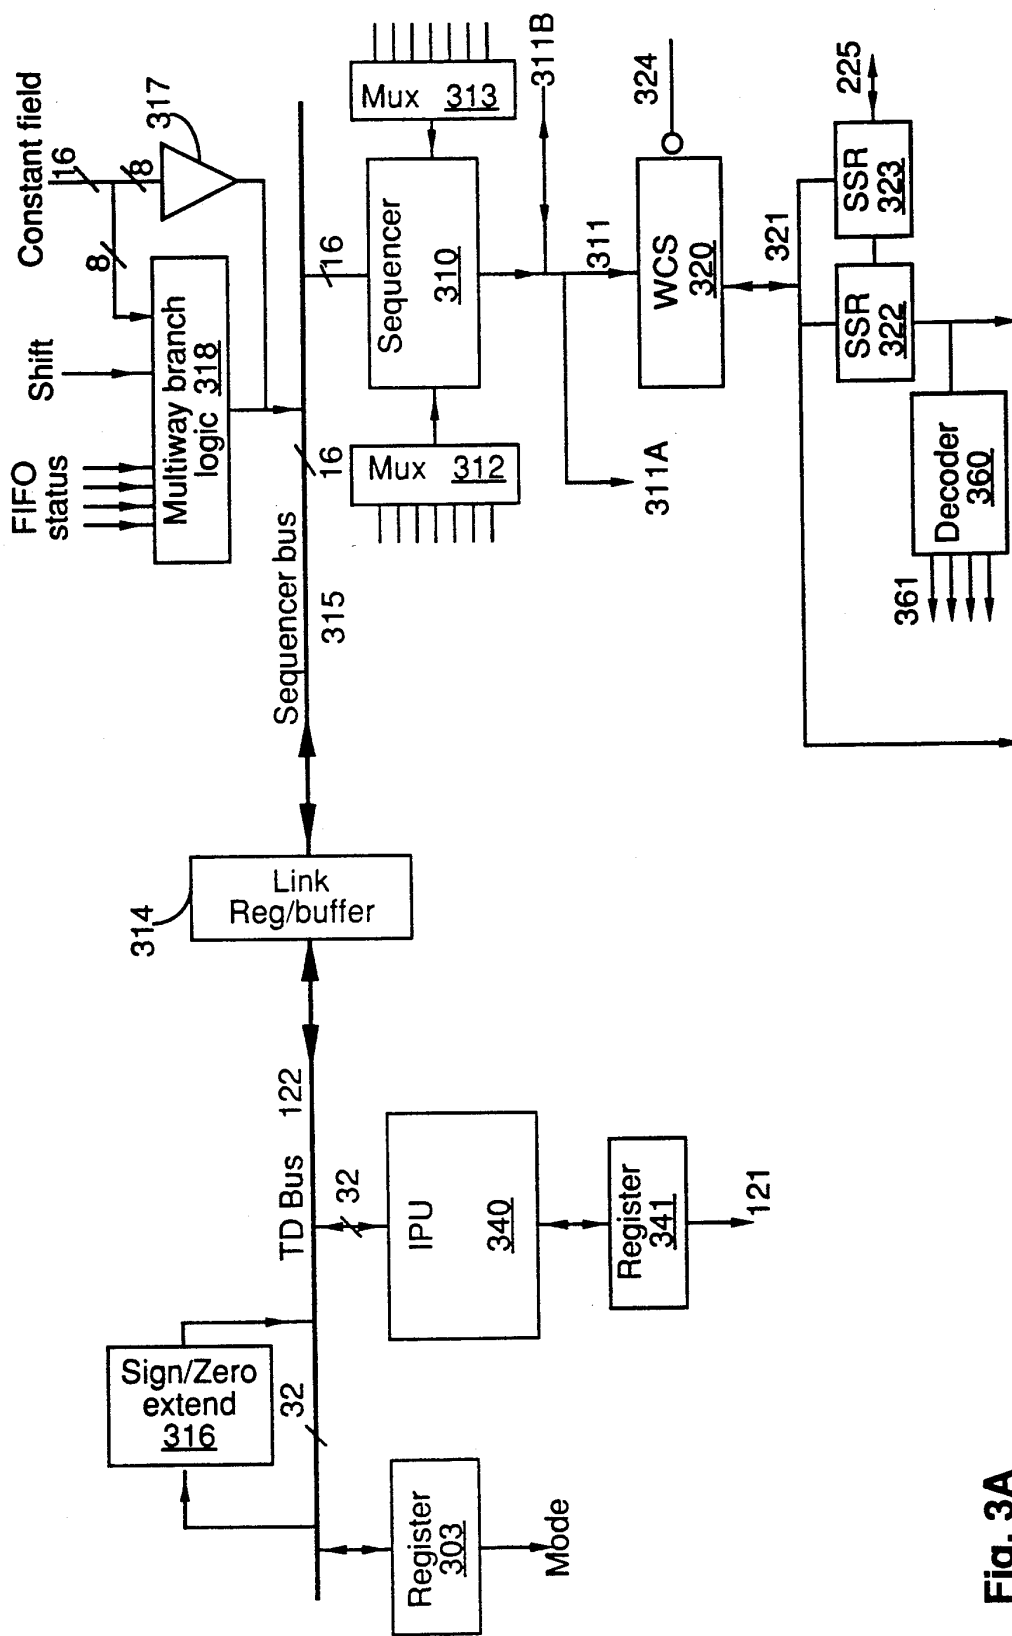 Constant field
16
8
8
317
Shift
FIFO
status
Multiway branch
logic 318
Sequencer bus
315
16
16
Mux 312
Sequencer
310
Mux 313
311A
311
311B
WCS
320
324
321
SSR
322
SSR
323
225
Decoder
360
361
314
Link
Reg/buffer
TD Bus 122
32
32
Sign/Zero
extend
316
IPU
340
Register
341
121
Register
303
Mode
Fig. 3A